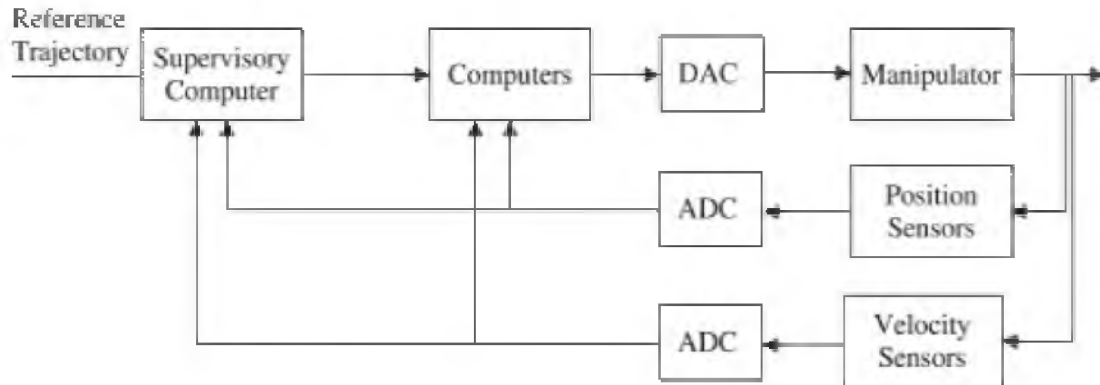 Reference
Trajectory
Supervisory
Computer
Computers
DAC
Manipulator
ADC
Position
Sensors
ADC
Velocity
Sensors